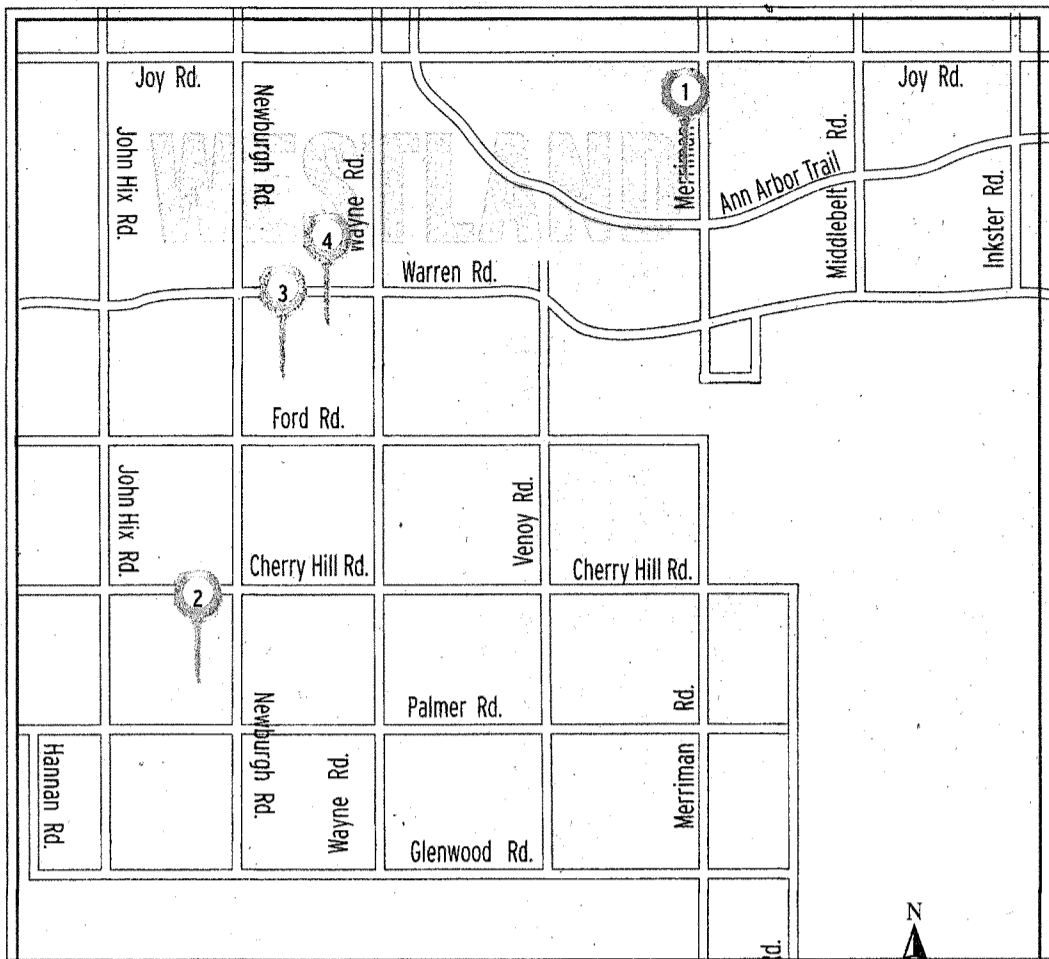 Joy Rd.
Joy Rd.
1
Newburgh Rd.
John Hix Rd.
WESTLAND
Wayne Rd.
Merriman
Ann Arbor Trail
Middlebelt Rd.
Inkster Rd.
4
3
Warren Rd.
Ford Rd.
John Hix Rd.
Venoy Rd.
Cherry Hill Rd.
Cherry Hill Rd.
2
Newburgh Rd.
Palmer Rd.
Merriman Rd.
Hannan Rd.
Wayne Rd.
Glenwood Rd.
N